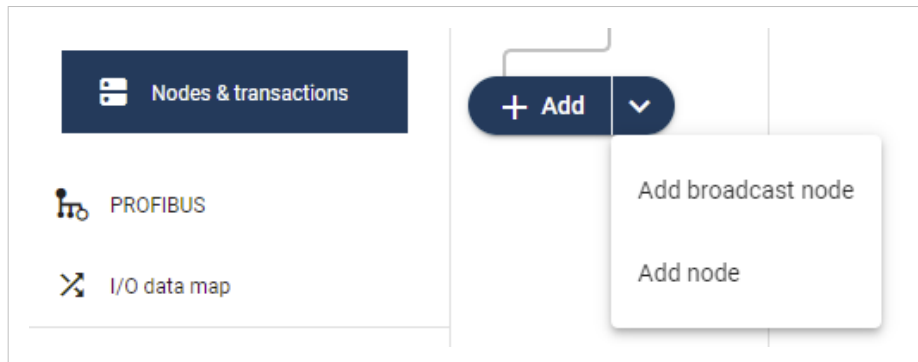 Nodes & transactions
Add
Add broadcast node
PROFIBUS
Add node
I/O data map